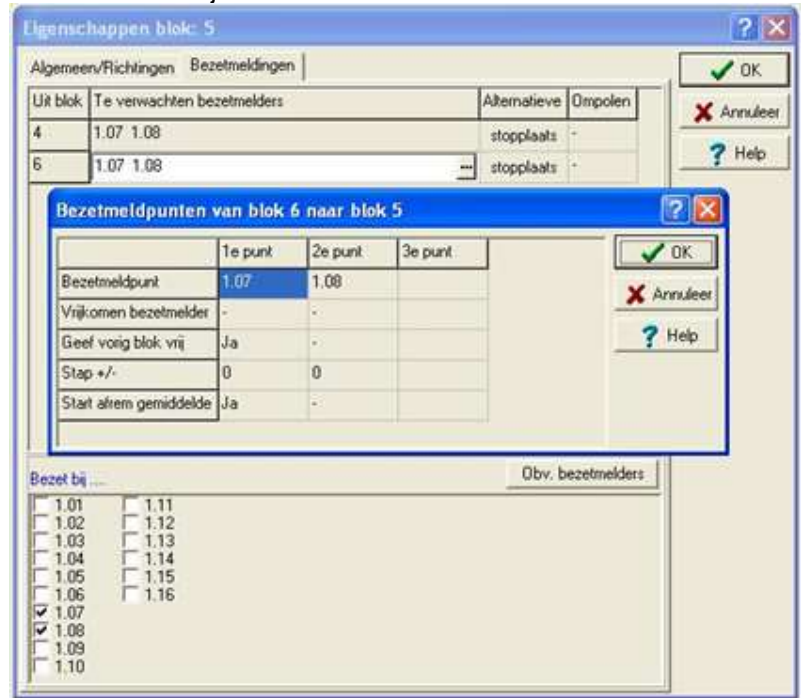 Eigenschappen blok: 5
Algemeen/Richtingen Bezetmeldingen
OK
Annuleer
Help
Uit blok Te verwachten bezetmelders Alternatieve Ompolen
4 1.07 1.08 stopplaats -
6 1.07 1.08 ... stopplaats -
Bezetmeldpunten van blok 6 naar blok 5
1e punt 2e punt 3e punt
Bezetmeldpunt 1.07 1.08
Vrijkomen bezetmelder - -
Geef vorig blok vrij Ja -
Stap +/- 0 0
Start afrem gemiddelde Ja -
OK
Annuleer
Help
Bezet bij ....
Obv. bezetmelders
1.01 1.11
1.02 1.12
1.03 1.13
1.04 1.14
1.05 1.15
1.06 1.16
1.07
1.08
1.09
1.10